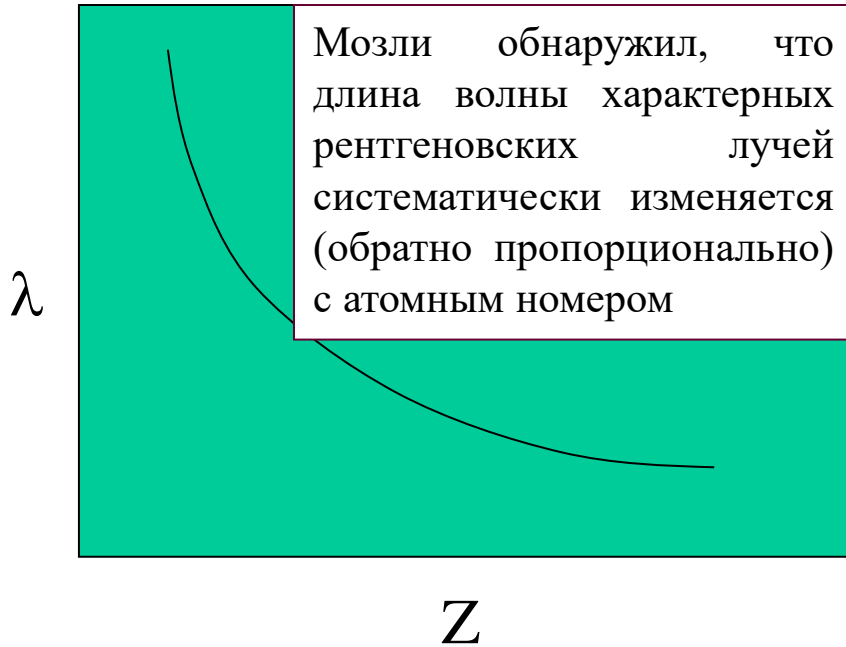 Мозли обнаружил, что
длина волны характерных
рентгеновских лучей
систематически изменяется
(обратно пропорционально)
с атомным номером
λ
Z